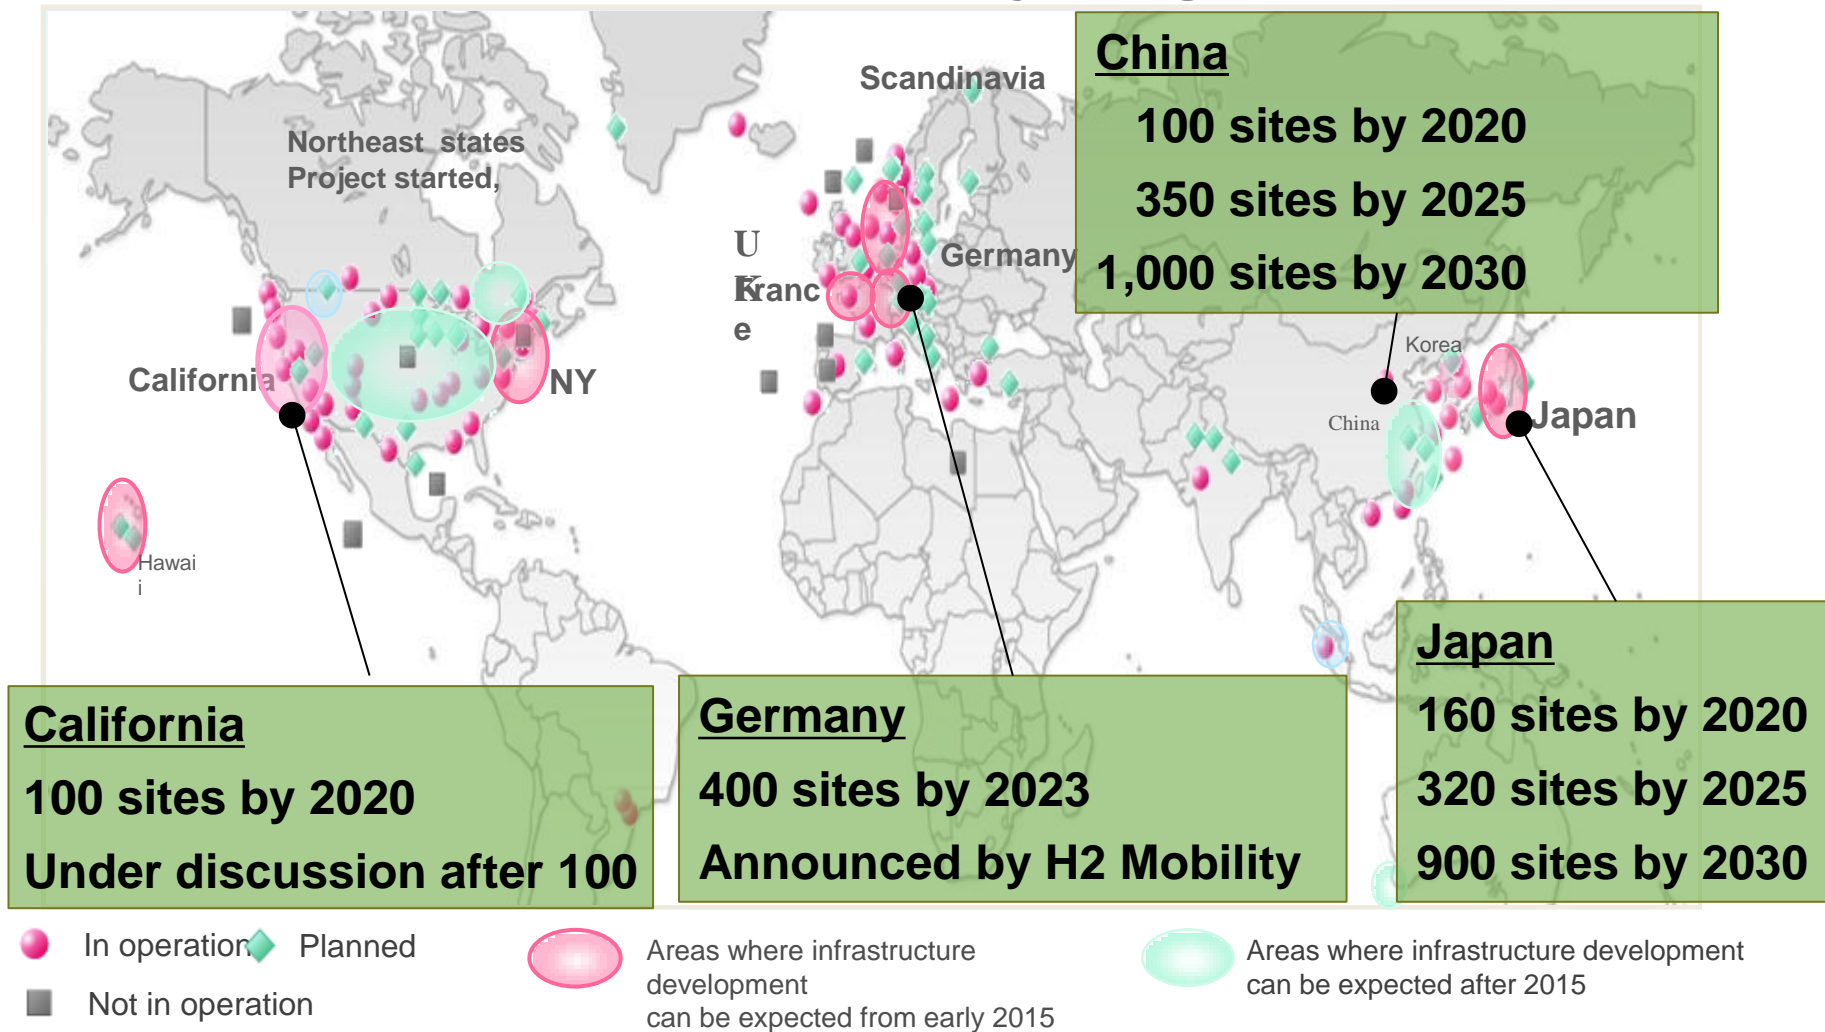 China
100 sites by 2020
350 sites by 2025
1,000 sites by 2030
Scandinavia
Northeast states
Project started,
U
K
Germany
Franc
e
California
NY
Korea
China
Japan
Hawai
i
California
100 sites by 2020
Under discussion after 100
Germany
400 sites by 2023
Announced by H2 Mobility
Japan
160 sites by 2020
320 sites by 2025
900 sites by 2030
In operation
Planned
Not in operation
Areas where infrastructure
development
can be expected from early 2015
Areas where infrastructure development
can be expected after 2015